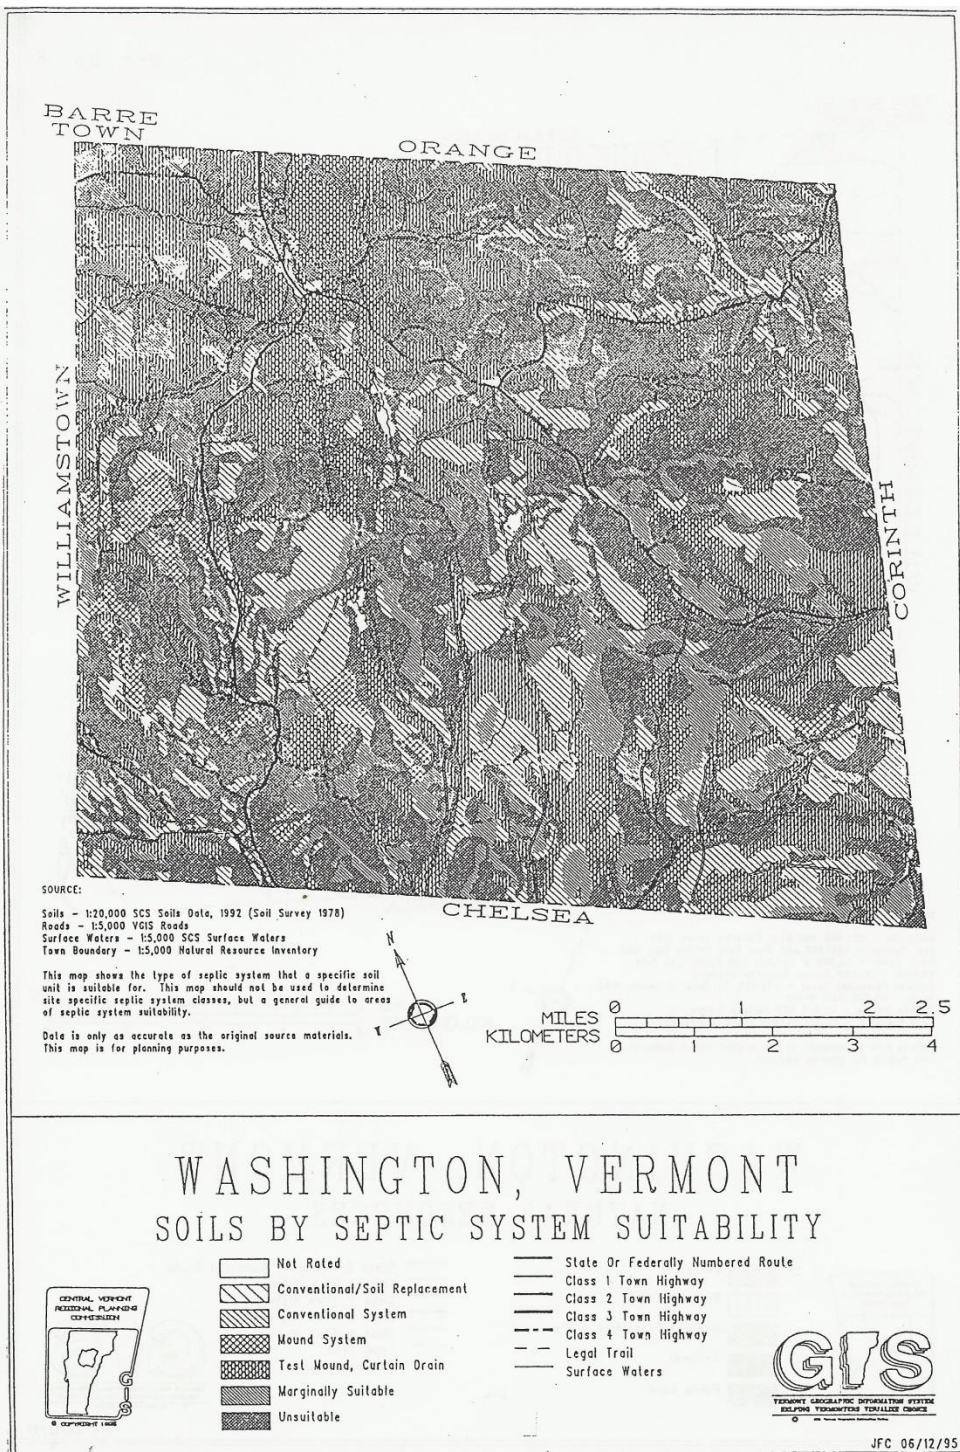 BARRE
TOWN
ORANGE
WILLIAMSTOWN
CORINTH
CHELSEA
SOURCE:
Soils - 1:20,000 SCS Soils Data, 1992 (Soil Survey 1978)
Roads - 1:5,000 VGIS Roads
Surface Waters - 1:5,000 SCS Surface Waters
Town Boundary - 1:5,000 Natural Resource Inventory
This map shows the type of septic system that a specific soil
unit is suitable for. This map should not be used to determine
site specific septic system classes, but a general guide to areas
of septic system suitability.
Data is only as accurate as the original source materials.
This map is for planning purposes.
N
MILES
0 1 2 2.5
KILOMETERS
0 1 2 3 4
WASHINGTON, VERMONT
SOILS BY SEPTIC SYSTEM SUITABILITY
Not Rated
Conventional/Soil Replacement
Conventional System
Mound System
Test Mound, Curtain Drain
Marginally Suitable
Unsuitable
State Or Federally Numbered Route
Class 1 Town Highway
Class 2 Town Highway
Class 3 Town Highway
Class 4 Town Highway
Legal Trail
Surface Waters
CENTRAL VERMONT
REGIONAL PLANNING
COMMISSION
GIS
GIS
VERMONT GEOGRAPHIC INFORMATION SYSTEM
HELPING VERMONTERS VISUALIZE CHOICE
JFC 06/12/95